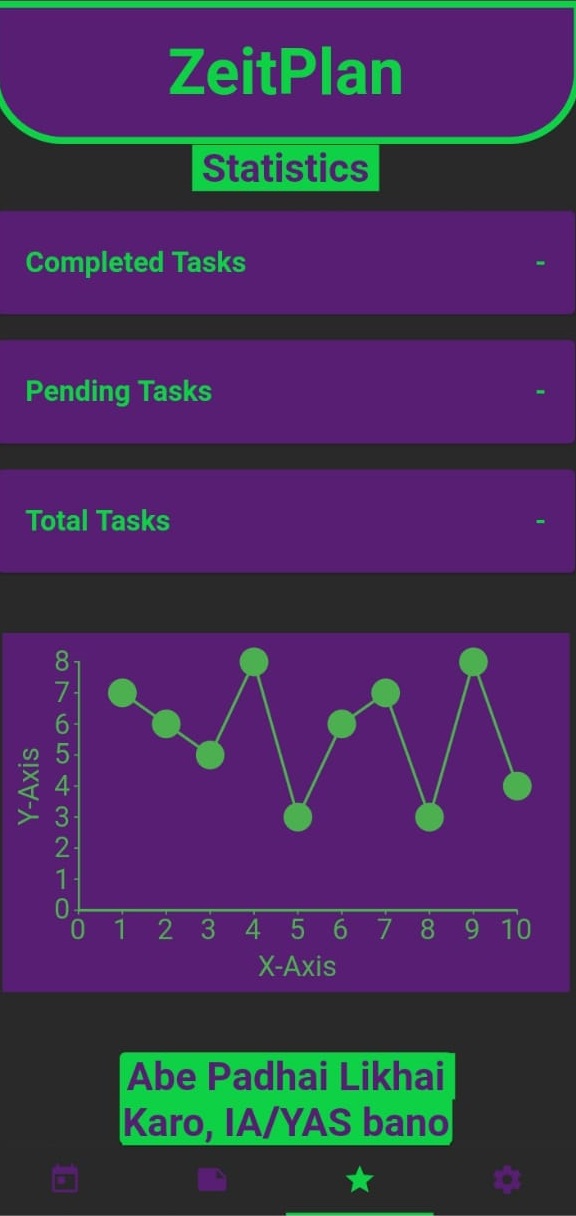 ZeitPlan
Statistics
Completed Tasks -
Pending Tasks -
Total Tasks -
8
7
6
5
4
3
2
1
0
Y-Axis
0 1 2 3 4 5 6 7 8 9 10
X-Axis
Abe Padhai Likhai
Karo, IA/YAS bano